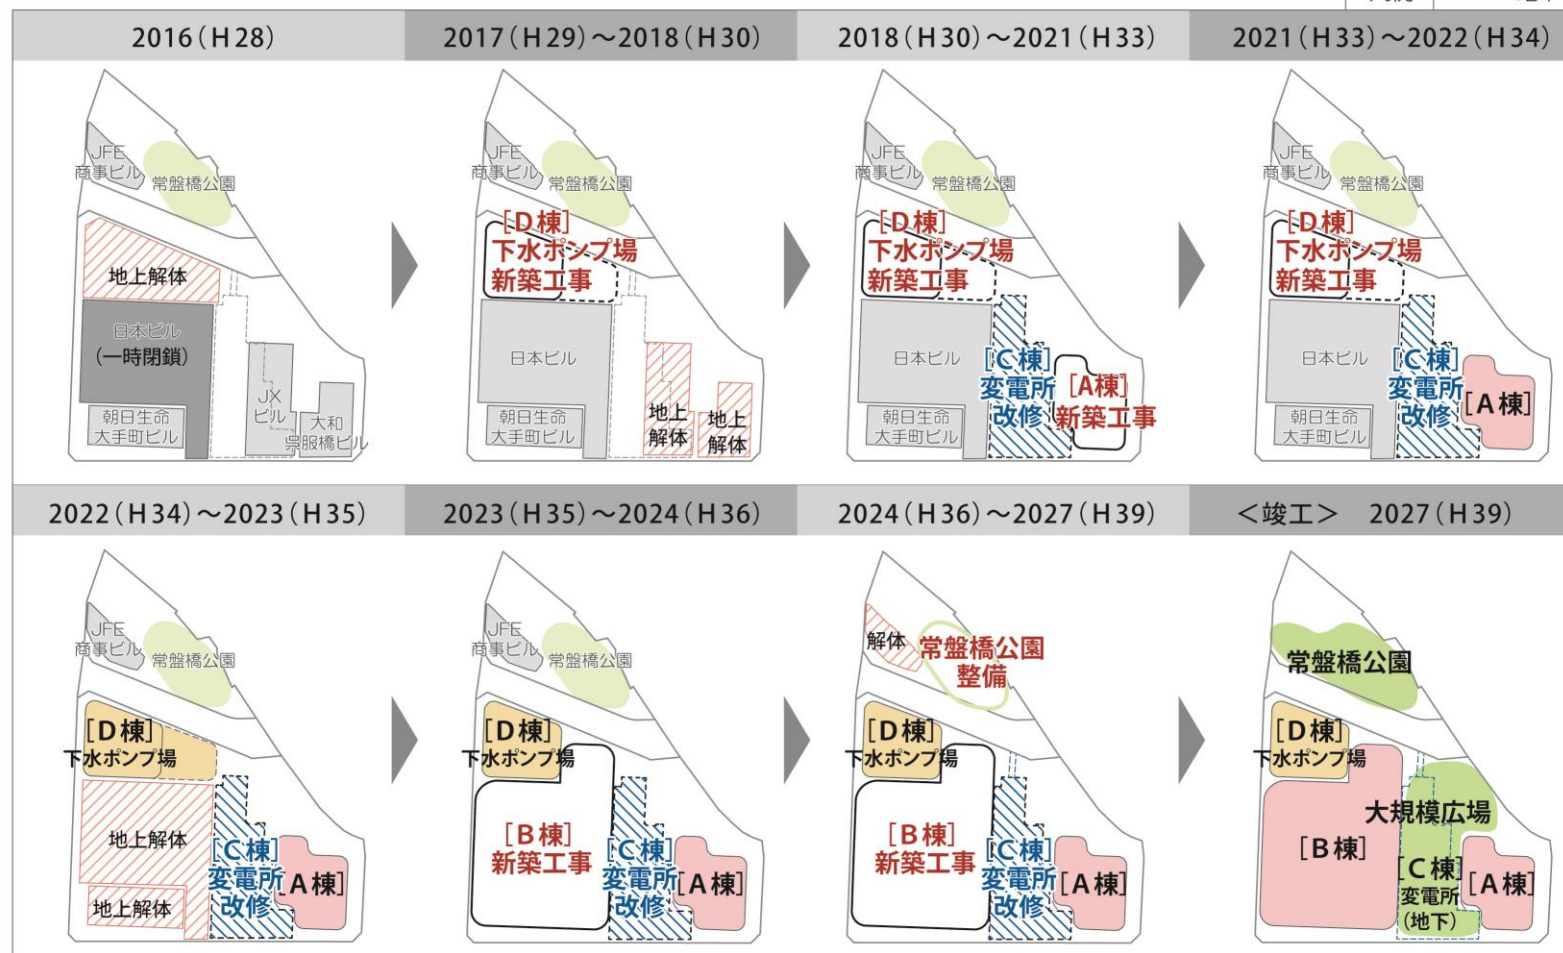 2016(H28)
2017(H29)～2018(H30)
2018(H30)～2021(H33)
2021(H33)～2022(H34)
JFE
商事ビル
常盤橋公園
地上解体
日本ビル
(一時閉鎖)
朝日生命
大手町ビル
JX
ビル
大和
呉服橋ビル
JFE
商事ビル
常盤橋公園
[D棟]
下水ポンプ場
新築工事
日本ビル
朝日生命
大手町ビル
地上
解体
地上
解体
JFE
商事ビル
常盤橋公園
[D棟]
下水ポンプ場
新築工事
日本ビル
朝日生命
大手町ビル
[C棟]
変電所
改修
[A棟]
新築工事
JFE
商事ビル
常盤橋公園
[D棟]
下水ポンプ場
新築工事
日本ビル
朝日生命
大手町ビル
[C棟]
変電所
改修
[A棟]
2022(H34)～2023(H35)
2023(H35)～2024(H36)
2024(H36)～2027(H39)
＜竣工＞ 2027(H39)
JFE
商事ビル
常盤橋公園
[D棟]
下水ポンプ場
地上解体
地上解体
[C棟]
変電所
改修
[A棟]
JFE
商事ビル
常盤橋公園
[D棟]
下水ポンプ場
[B棟]
新築工事
[C棟]
変電所
改修
[A棟]
解体
常盤橋公園
整備
[D棟]
下水ポンプ場
[B棟]
新築工事
[C棟]
変電所
改修
[A棟]
常盤橋公園
[D棟]
下水ポンプ場
大規模広場
[B棟]
[C棟]
変電所
(地下)
[A棟]